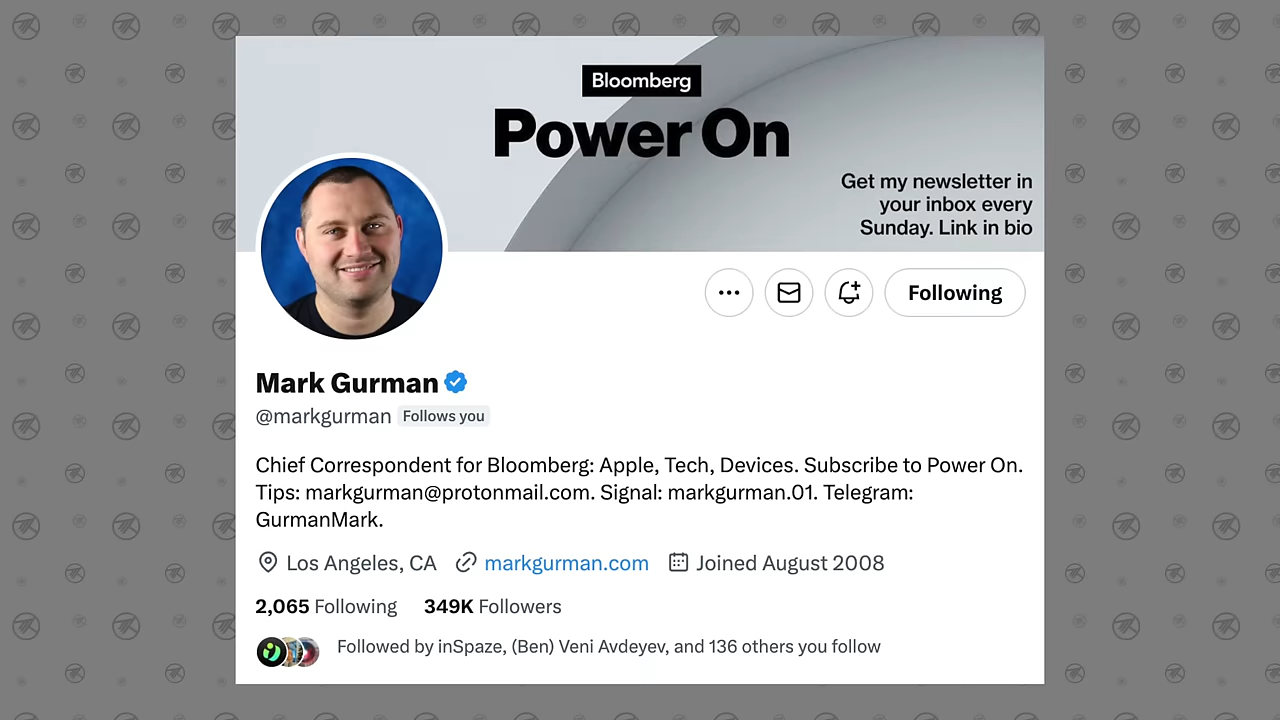 Bloomberg
Power On
Get my newsletter in
your inbox every
Sunday. Link in bio
Following
Mark Gurman
@markgurman Follows you
Chief Correspondent for Bloomberg: Apple, Tech, Devices. Subscribe to Power On.
Tips: markgurman@protonmail.com. Signal: markgurman.01. Telegram:
GurmanMark.
Los Angeles, CA markgurman.com Joined August 2008
2,065 Following 349K Followers
Followed by inSpaze, (Ben) Veni Avdeyev, and 136 others you follow